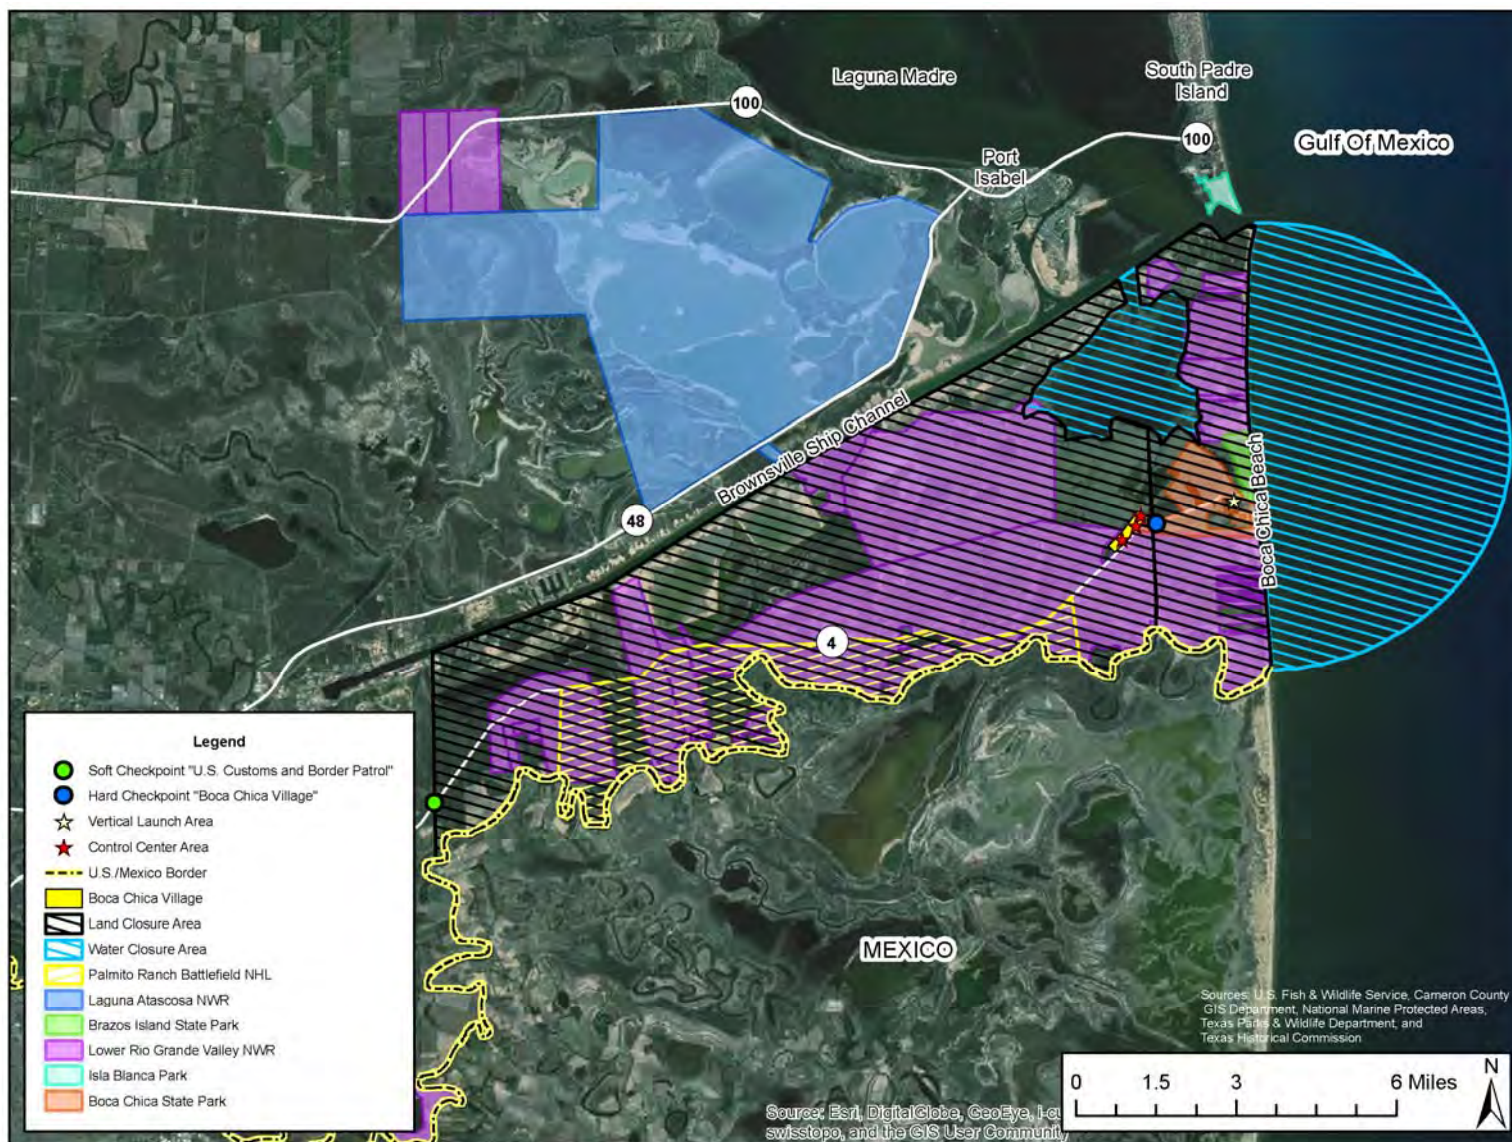 Laguna Madre
South Padre
Island
Gulf Of Mexico
100
100
Port
Isabel
Brownsville Ship Channel
48
Boca Chica Beach
4
MEXICO
Legend
Soft Checkpoint "U.S. Customs and Border Patrol"
Hard Checkpoint "Boca Chica Village"
Vertical Launch Area
Control Center Area
U.S./Mexico Border
Boca Chica Village
Land Closure Area
Water Closure Area
Palmito Ranch Battlefield NHL
Laguna Atascosa NWR
Brazos Island State Park
Lower Rio Grande Valley NWR
Isla Blanca Park
Boca Chica State Park
Sources: U.S. Fish & Wildlife Service, Cameron County
GIS Department, National Marine Protected Areas,
Texas Parks & Wildlife Department, and
Texas Historical Commission
0 1.5 3 6 Miles
N
Source: Esri, DigitalGlobe, GeoEye, i-cu
swisstopo, and the GIS User Community